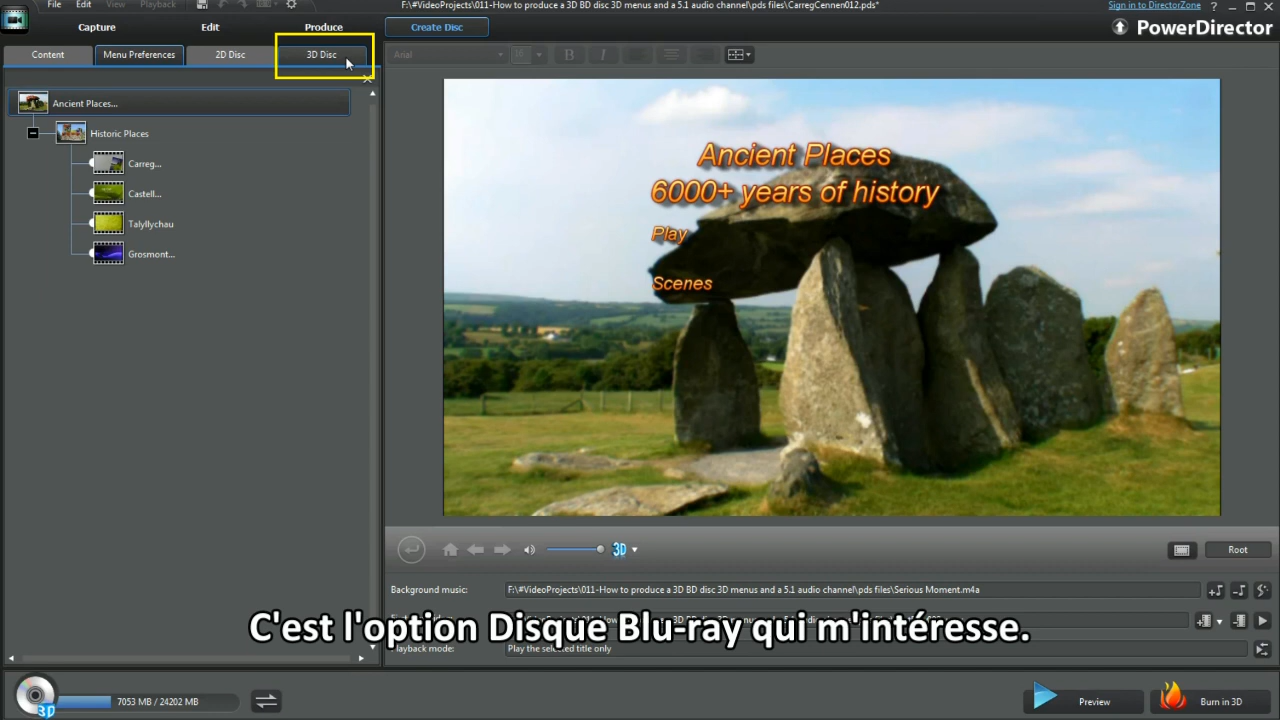 File Edit View Playback
F:\#VideoProjects\011-How to produce a 3D BD disc 3D menus and a 5.1 audio channel\pds files\CarregCennen012.pds*
Sign in to DirectorZone ?
Capture Edit Produce Create Disc
PowerDirector
Content Menu Preferences 2D Disc 3D Disc
Arial 16 B I
Ancient Places...
Historic Places
Carreg...
Castell...
Talyllychau
Grosmont...
Ancient Places
6000+ years of history
Play
Scenes
3D
Root
Background music: F:\#VideoProjects\011-How to produce a 3D BD disc 3D menus and a 5.1 audio channel\pds files\Serious Moment.m4a
C'est l'option Disque Blu-ray qui m'intéresse.
Playback mode: Play the selected title only
3D
7053 MB / 24202 MB
Preview
Burn in 3D